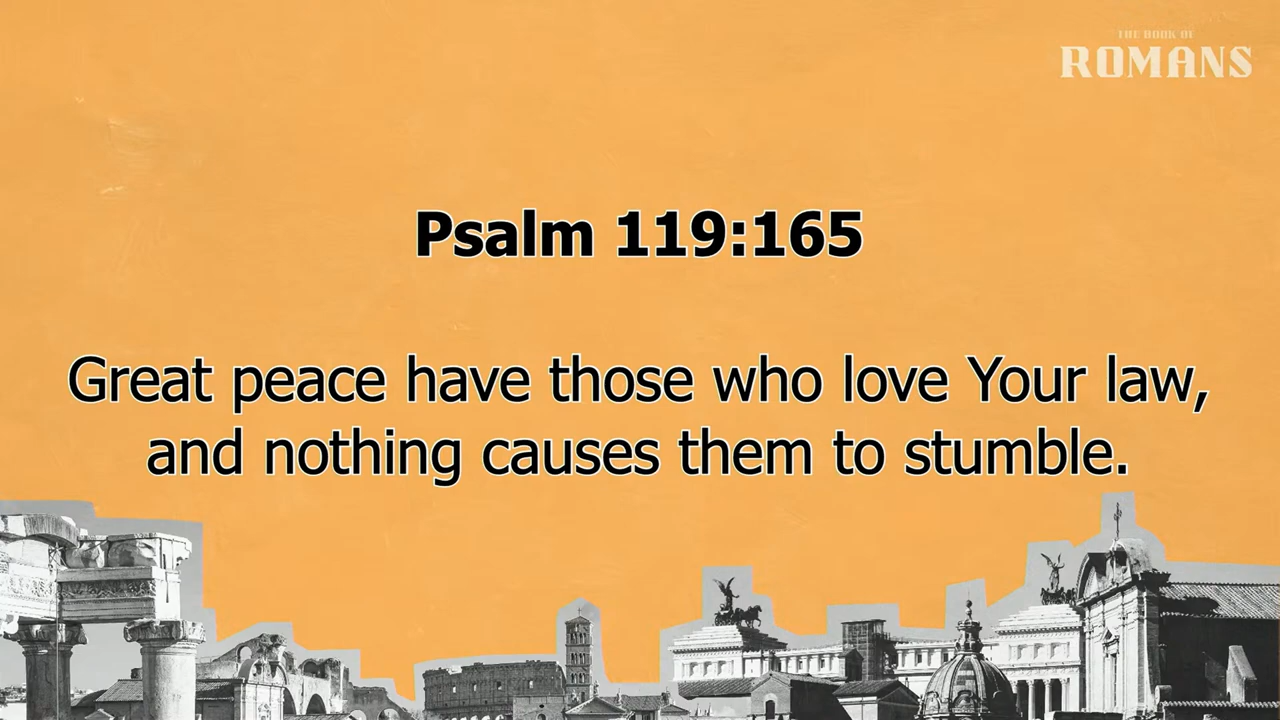 THE BOOK OF
ROMANS
Psalm 119:165
Great peace have those who love Your law,
and nothing causes them to stumble.